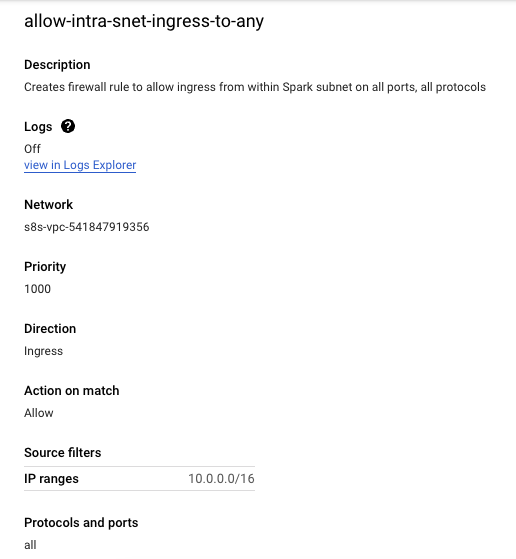 allow-intra-snet-ingress-to-any
Description
Creates firewall rule to allow ingress from within Spark subnet on all ports, all protocols
Logs ?
Off
view in Logs Explorer
Network
s8s-vpc-541847919356
Priority
1000
Direction
Ingress
Action on match
Allow
Source filters
IP ranges 10.0.0.0/16
Protocols and ports
all